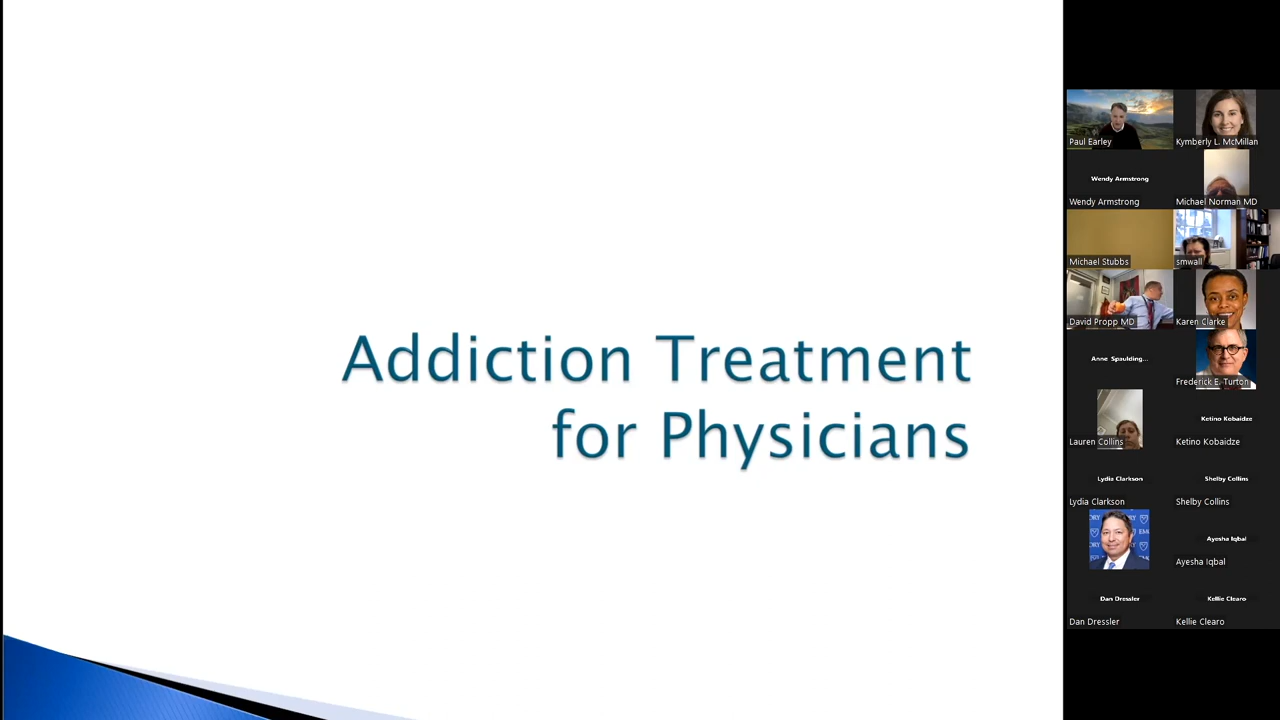 Addiction Treatment
for Physicians
Paul Earley
Kymberly L. McMillan
Wendy Armstrong
Wendy Armstrong
Michael Norman MD
Michael Stubbs
smwall
David Propp MD
Karen Clarke
Anne Spaulding...
Frederick E. Turton
Lauren Collins
Ketino Kobaidze
Ketino Kobaidze
Lydia Clarkson
Lydia Clarkson
Shelby Collins
Shelby Collins
Ayesha Iqbal
Ayesha Iqbal
Dan Dressler
Dan Dressler
Kellie Clearo
Kellie Clearo